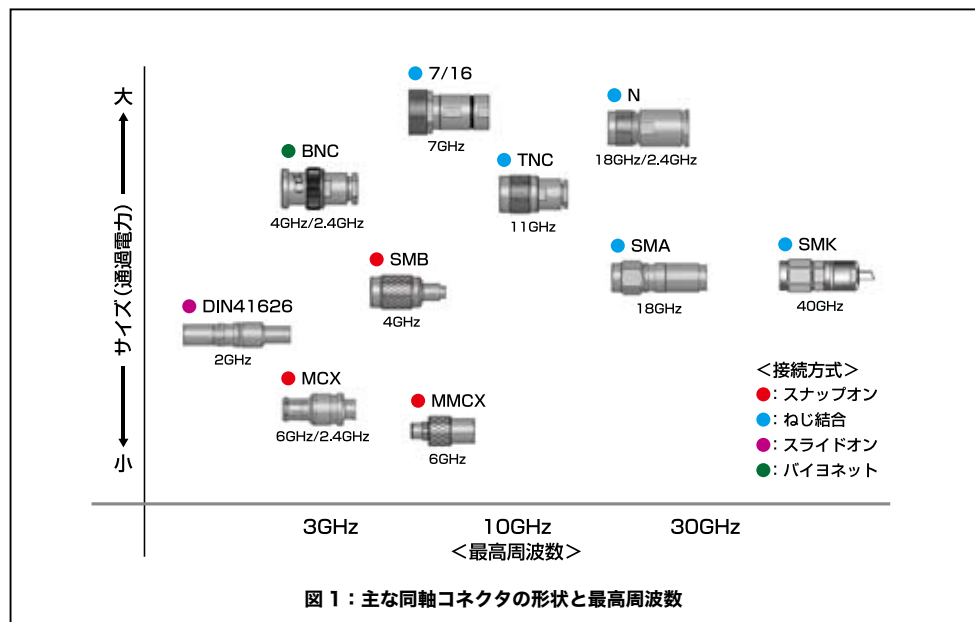 大
サイズ(通過電力)
小
7/16
7GHz
N
18GHz/2.4GHz
BNC
4GHz/2.4GHz
TNC
11GHz
SMB
4GHz
SMA
18GHz
SMK
40GHz
DIN41626
2GHz
MCX
6GHz/2.4GHz
MMCX
6GHz
<接続方式>
:スナップオン
:ねじ結合
:スライドオン
:バイヨネット
3GHz 10GHz 30GHz
<最高周波数>
図1:主な同軸コネクタの形状と最高周波数